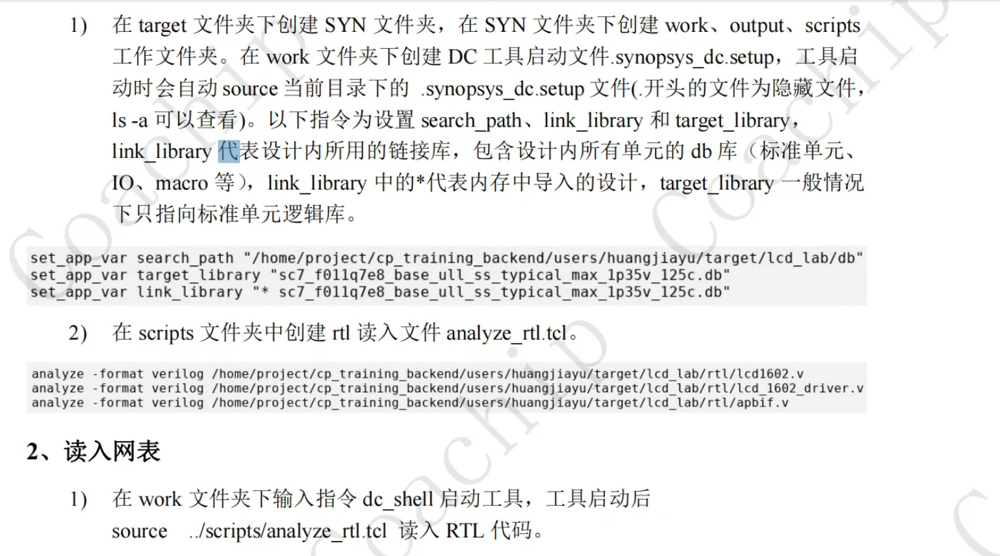 1) 在 target 文件夹下创建 SYN 文件夹，在 SYN 文件夹下创建 work、output、scripts
工作文件夹。在 work 文件夹下创建 DC 工具启动文件.synopsys_dc.setup，工具启
动时会自动 source 当前目录下的 .synopsys_dc.setup 文件(.开头的文件为隐藏文件，
ls -a 可以查看)。以下指令为设置 search_path、link_library 和 target_library，
link_library 代表设计内所用的链接库，包含设计内所有单元的 db 库（标准单元、
IO、macro 等），link_library 中的*代表内存中导入的设计，target_library 一般情况
下只指向标准单元逻辑库。
set_app_var search_path "/home/project/cp_training_backend/users/huangjiayu/target/lcd_lab/db"
set_app_var target_library "sc7_f011q7e8_base_ull_ss_typical_max_1p35v_125c.db"
set_app_var link_library "* sc7_f011q7e8_base_ull_ss_typical_max_1p35v_125c.db"
2) 在 scripts 文件夹中创建 rtl 读入文件 analyze_rtl.tcl。
analyze -format verilog /home/project/cp_training_backend/users/huangjiayu/target/lcd_lab/rtl/lcd1602.v
analyze -format verilog /home/project/cp_training_backend/users/huangjiayu/target/lcd_lab/rtl/lcd_1602_driver.v
analyze -format verilog /home/project/cp_training_backend/users/huangjiayu/target/lcd_lab/rtl/apbif.v
2、读入网表
1) 在 work 文件夹下输入指令 dc_shell 启动工具，工具启动后
source ../scripts/analyze_rtl.tcl 读入 RTL 代码。
Coachip
Coachip
Coachip